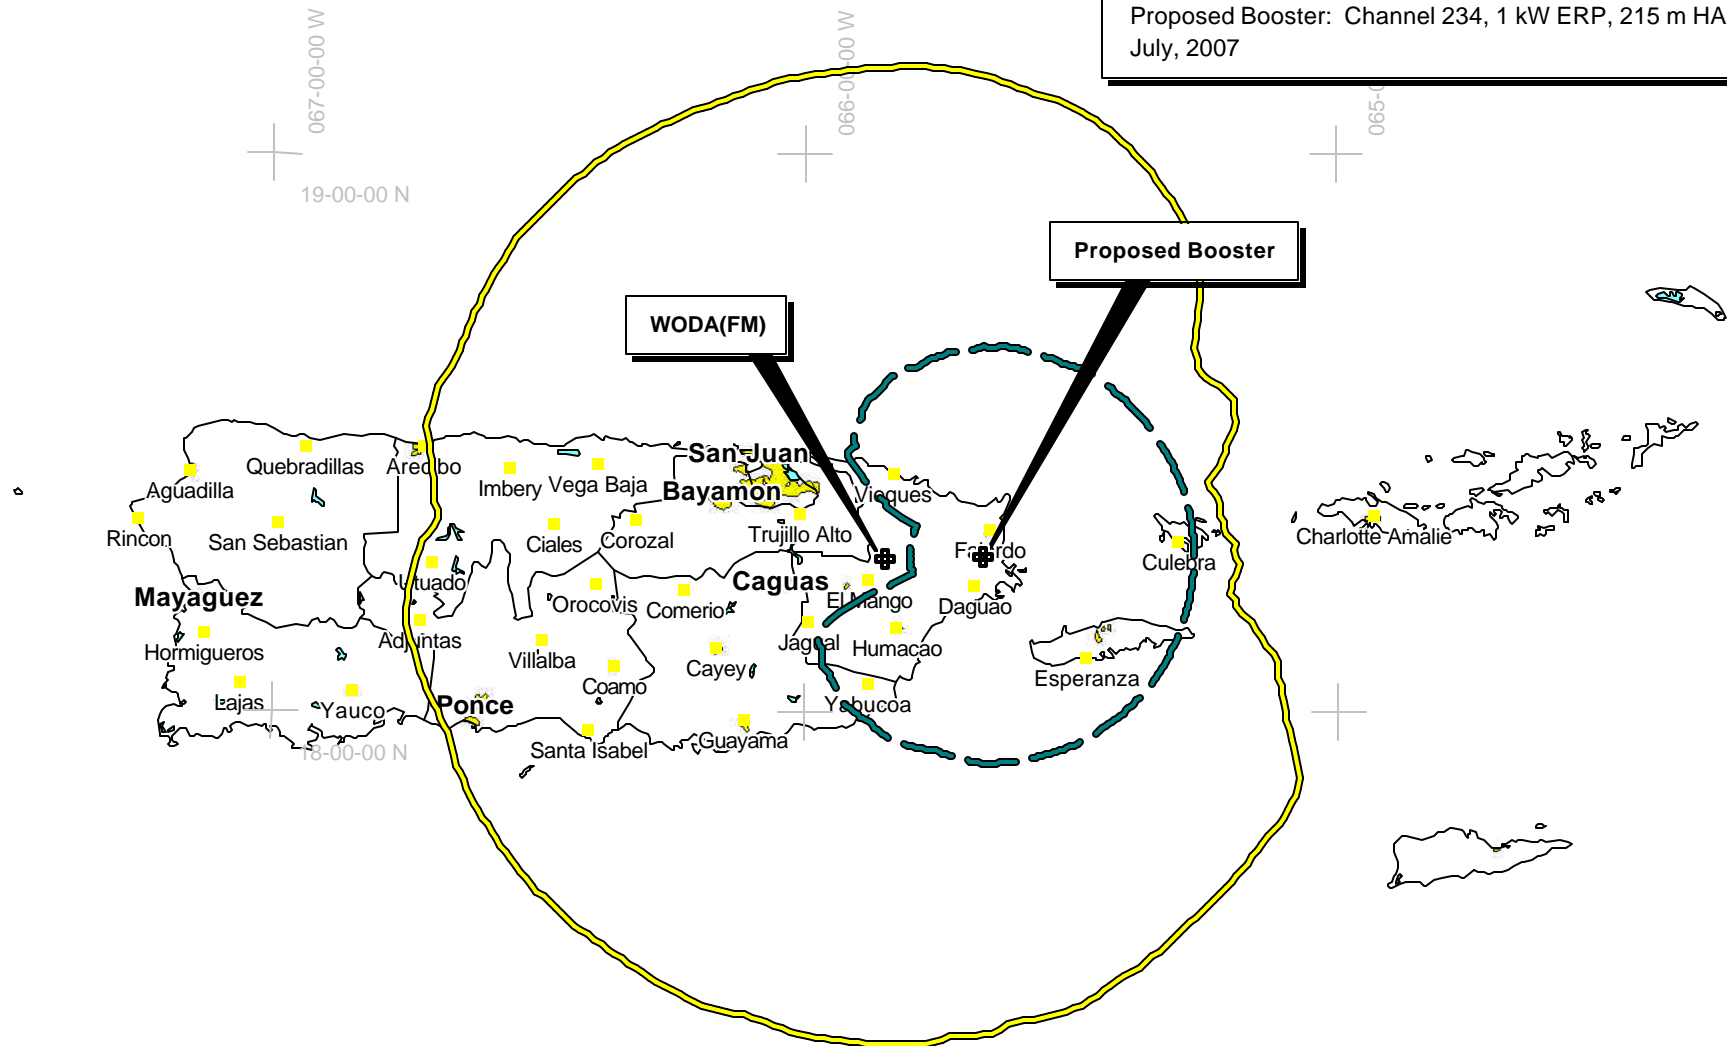 Proposed Booster: Channel 234, 1 kW ERP, 215 m HA
July, 2007
067-00-00 W
066-00-00 W
065-0
19-00-00 N
Proposed Booster
WODA(FM)
San Juan
Quebradillas
Arecibo
Aguadilla
Imbery
Vega Baja
Bayamon
Vieques
Rincon
San Sebastian
Ciales
Corozal
Trujillo Alto
Fajardo
Culebra
Charlotte Amalie
Utuado
Caguas
Mayaguez
Orocovis
Comerio
El Mango
Daguao
Adjuntas
Jagual
Humacao
Hormigueros
Villalba
Cayey
Coamo
Esperanza
Lajas
Yauco
Ponce
Yabucoa
Santa Isabel
Guayama
18-00-00 N